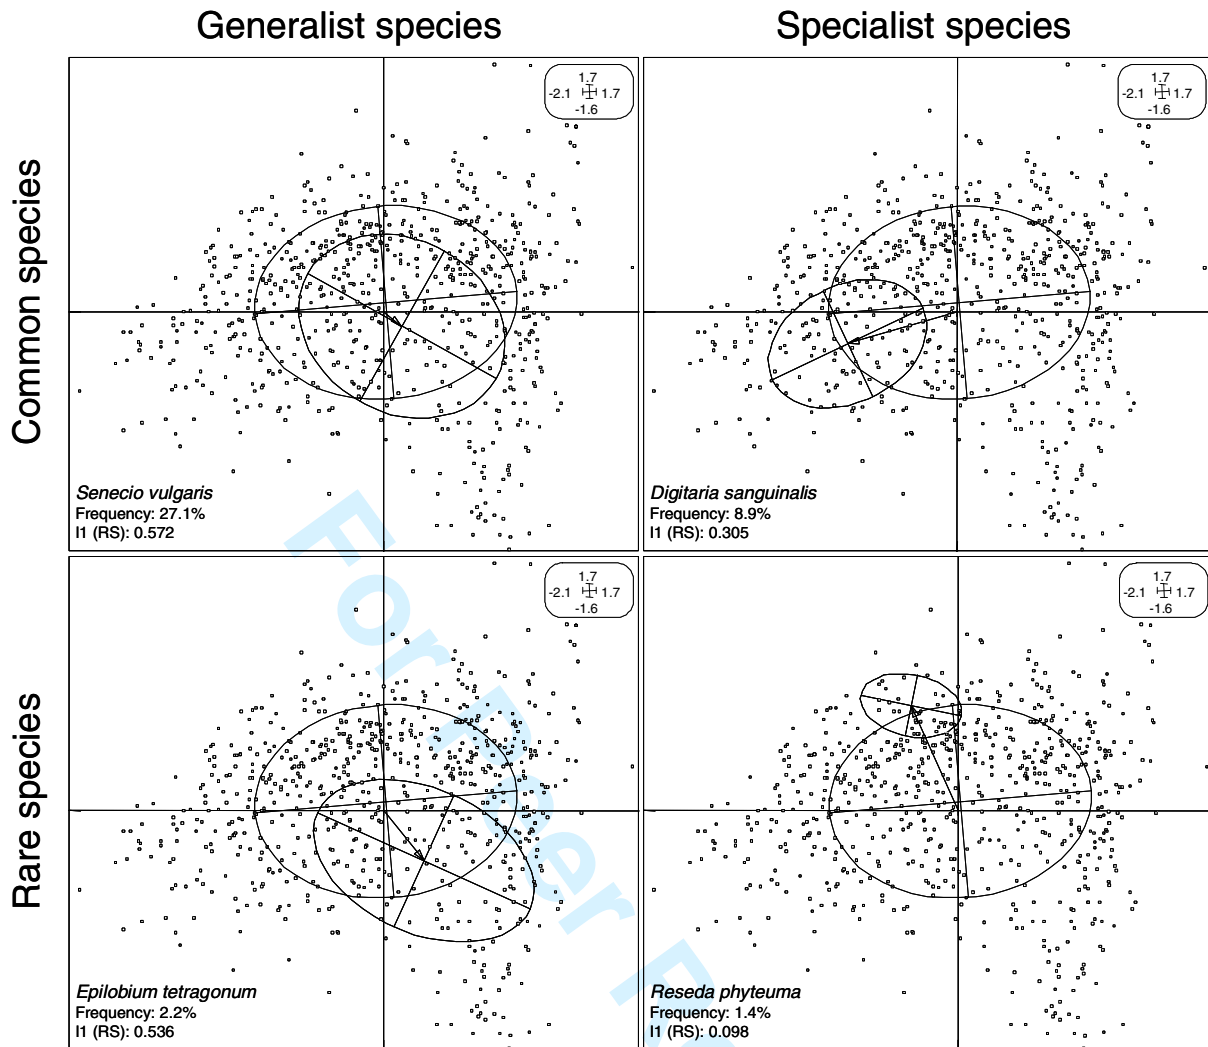 Generalist species
Specialist species
Common species
1.7
-2.1 1.7
-1.6
Senecio vulgaris
Frequency: 27.1%
I1 (RS): 0.572
1.7
-2.1 1.7
-1.6
Digitaria sanguinalis
Frequency: 8.9%
I1 (RS): 0.305
Rare species
1.7
-2.1 1.7
-1.6
Epilobium tetragonum
Frequency: 2.2%
I1 (RS): 0.536
1.7
-2.1 1.7
-1.6
Reseda phyteuma
Frequency: 1.4%
I1 (RS): 0.098
For Peer R